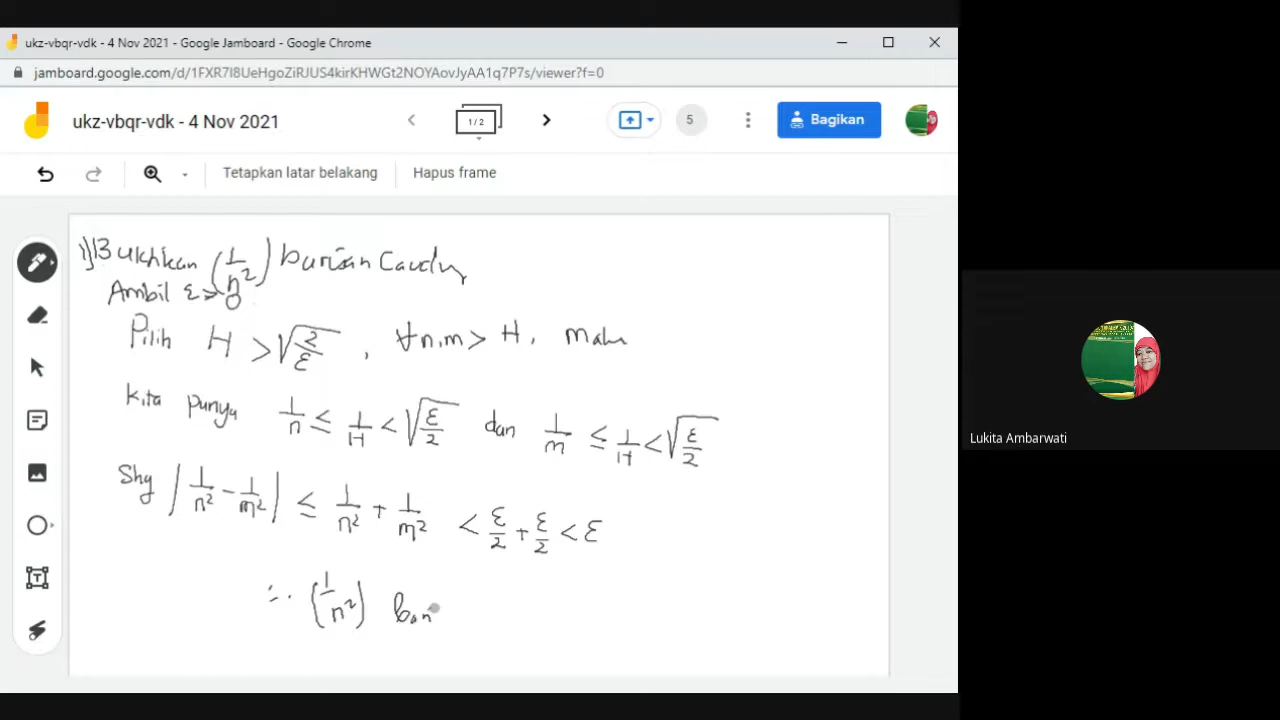 ukz-vbqr-vdk - 4 Nov 2021 - Google Jamboard - Google Chrome
jamboard.google.com/d/1FXR7I8UeHgoZiRJUS4kirKHWGt2NOYAovJyAA1q7P7s/viewer?f=0
ukz-vbqr-vdk - 4 Nov 2021
1/2
5
Bagikan
Tetapkan latar belakang
Hapus frame
1) Buktikan (1/n²) barisan Cauchy
Ambil ε > 0
Pilih H > √(2/ε), ∀n,m > H, maka
Kita punya 1/n ≤ 1/H < √(ε/2) dan 1/m ≤ 1/H < √(ε/2)
Shg |1/n² - 1/m²| ≤ 1/n² + 1/m² < ε/2 + ε/2 < ε
∴ (1/n²) bari
Lukita Ambarwati